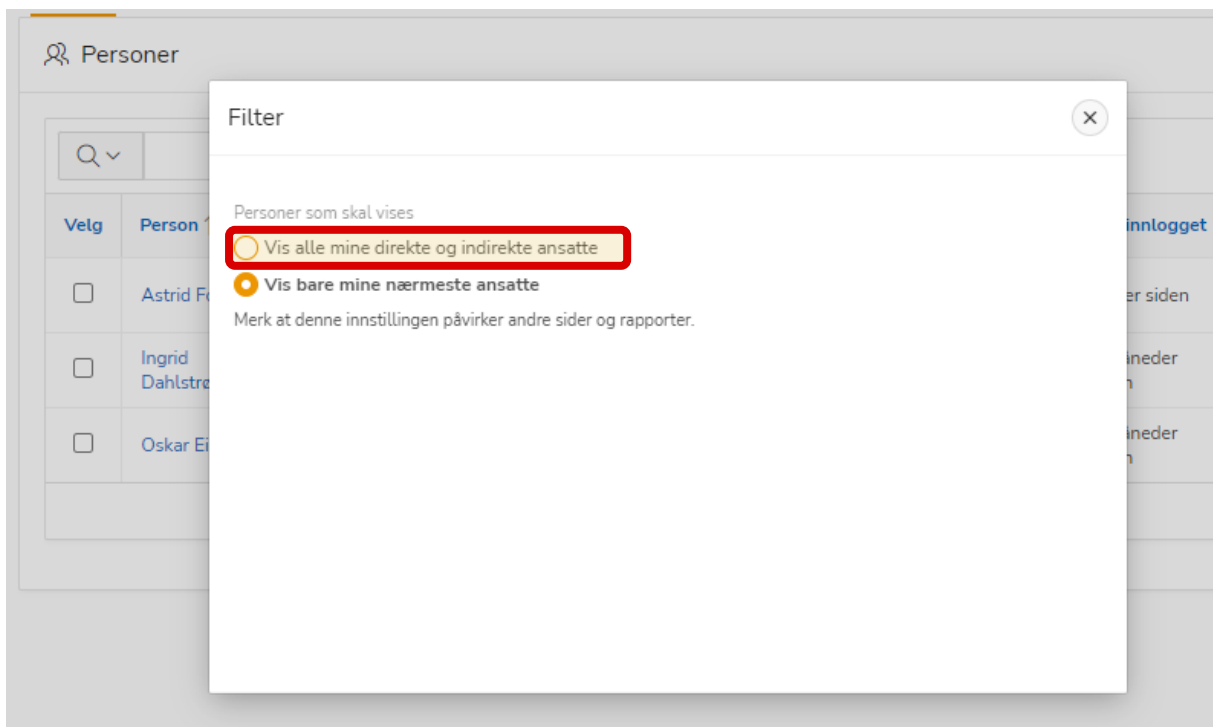 Personer
Filter
Velg
Person
innlogget
Personer som skal vises
Vis alle mine direkte og indirekte ansatte
Vis bare mine nærmeste ansatte
Merk at denne innstillingen påvirker andre sider og rapporter.
Astrid
siden
Ingrid
Oskar